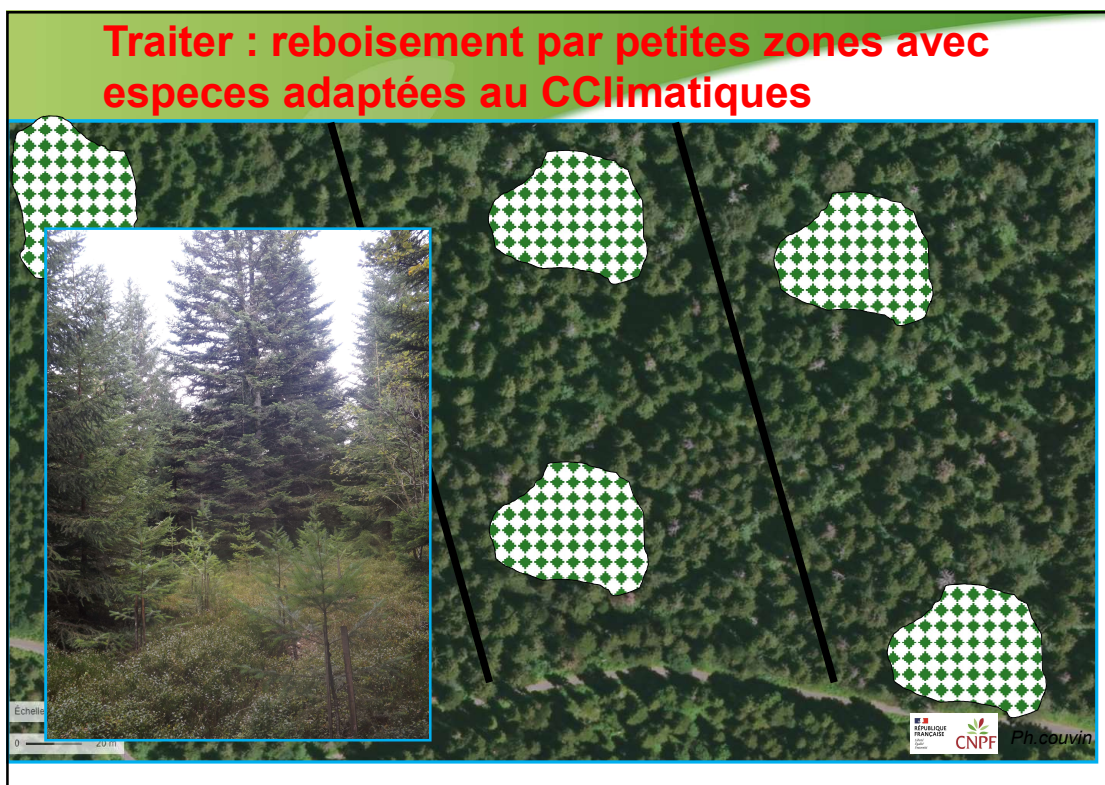 Traiter : reboisement par petites zones avec
especes adaptées au CClimatiques
Échelle
0 20 m
RÉPUBLIQUE
FRANÇAISE
CNPF
Ph.couvin